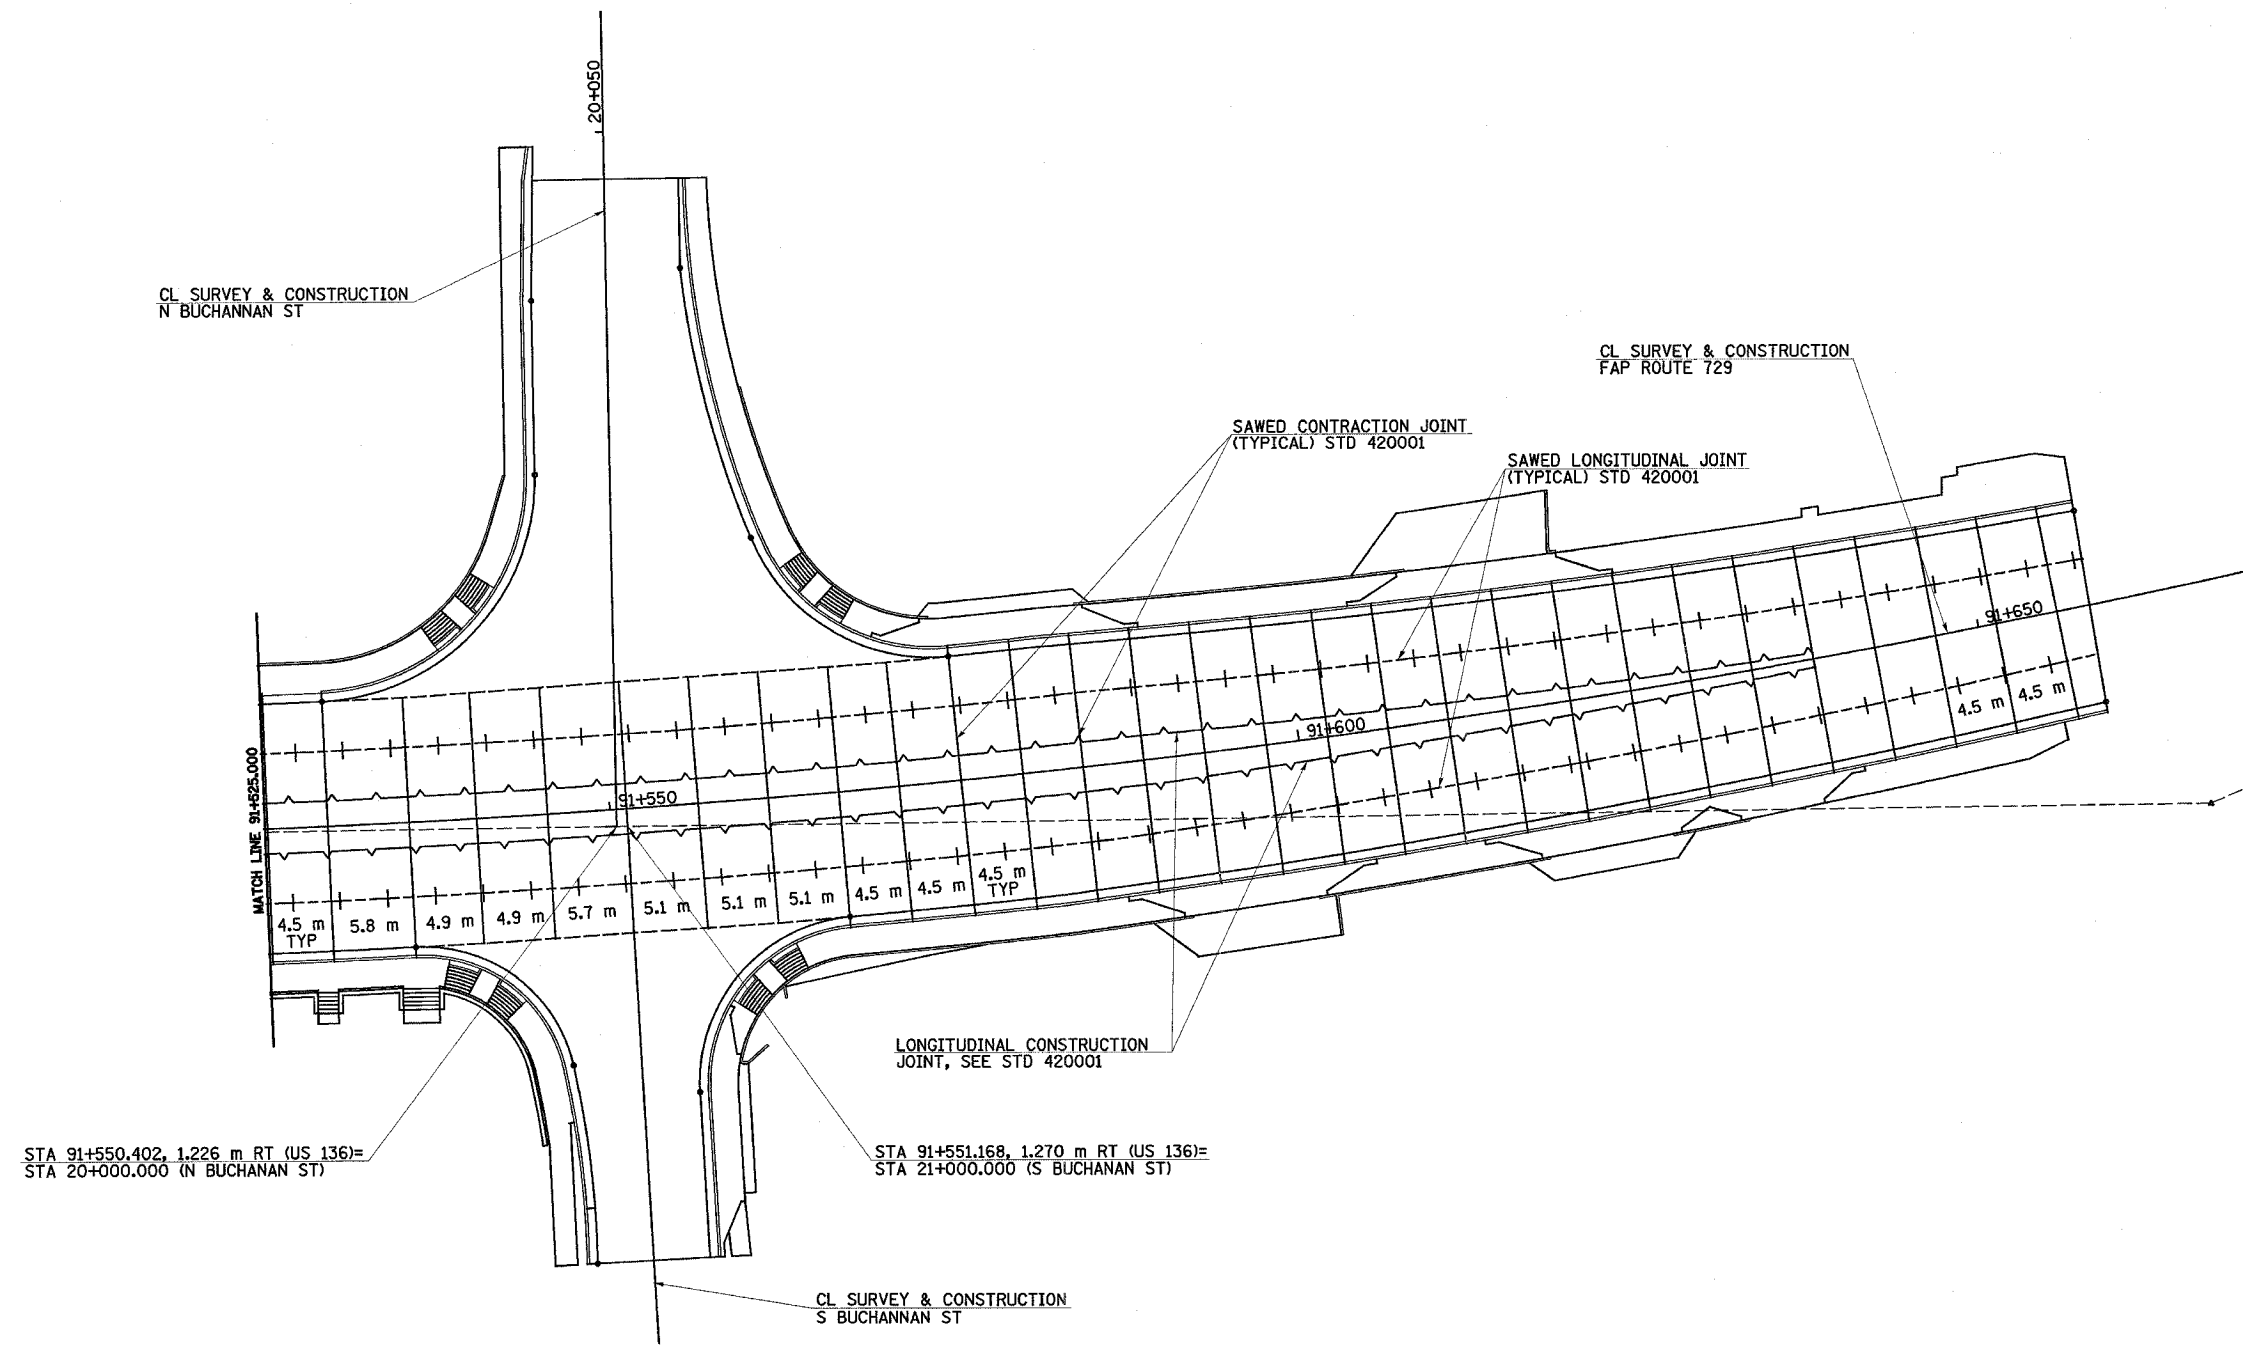 20+050
CL SURVEY & CONSTRUCTION
N BUCHANNAN ST
CL SURVEY & CONSTRUCTION
FAP ROUTE 729
SAWED CONTRACTION JOINT
(TYPICAL) STD 420001
SAWED LONGITUDINAL JOINT
(TYPICAL) STD 420001
91+650
91+600
91+550
MATCH LINE 91+525.000
4.5 m
TYP
5.8 m
4.9 m
4.9 m
5.7 m
5.1 m
5.1 m
5.1 m
4.5 m
4.5 m
4.5 m
TYP
4.5 m
4.5 m
LONGITUDINAL CONSTRUCTION
JOINT, SEE STD 420001
STA 91+550.402, 1.226 m RT (US 136)=
STA 20+000.000 (N BUCHANAN ST)
STA 91+551.168, 1.270 m RT (US 136)=
STA 21+000.000 (S BUCHANAN ST)
CL SURVEY & CONSTRUCTION
S BUCHANNAN ST